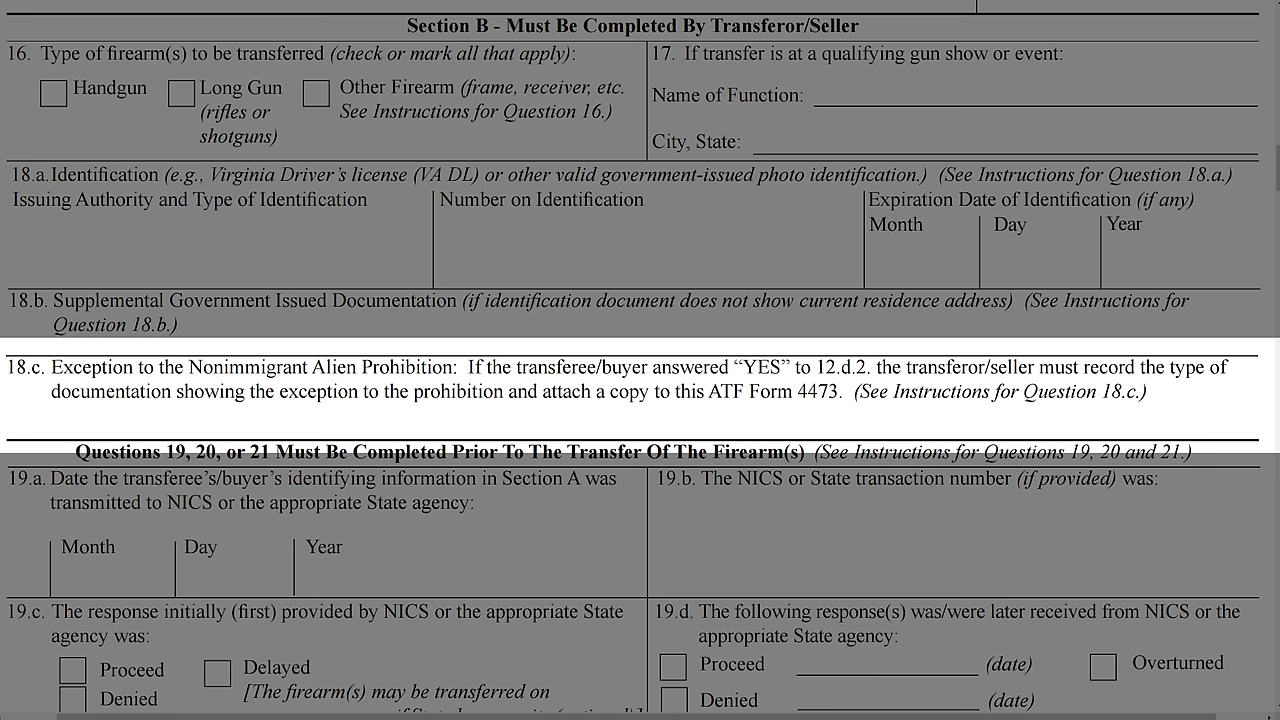 Section B - Must Be Completed By Transferor/Seller
16. Type of firearm(s) to be transferred (check or mark all that apply):
Handgun
Long Gun
(rifles or
shotguns)
Other Firearm (frame, receiver, etc.
See Instructions for Question 16.)
17. If transfer is at a qualifying gun show or event:
Name of Function:
City, State:
18.a. Identification (e.g., Virginia Driver's license (VA DL) or other valid government-issued photo identification.) (See Instructions for Question 18.a.)
Issuing Authority and Type of Identification
Number on Identification
Expiration Date of Identification (if any)
Month Day Year
18.b. Supplemental Government Issued Documentation (if identification document does not show current residence address) (See Instructions for
Question 18.b.)
18.c. Exception to the Nonimmigrant Alien Prohibition: If the transferee/buyer answered “YES” to 12.d.2. the transferor/seller must record the type of
documentation showing the exception to the prohibition and attach a copy to this ATF Form 4473. (See Instructions for Question 18.c.)
Questions 19, 20, or 21 Must Be Completed Prior To The Transfer Of The Firearm(s) (See Instructions for Questions 19, 20 and 21.)
19.a. Date the transferee's/buyer's identifying information in Section A was
transmitted to NICS or the appropriate State agency:
Month Day Year
19.b. The NICS or State transaction number (if provided) was:
19.c. The response initially (first) provided by NICS or the appropriate State
agency was:
Proceed
Delayed
Denied
[The firearm(s) may be transferred on
19.d. The following response(s) was/were later received from NICS or the
appropriate State agency:
Proceed (date) Overturned
Denied (date)